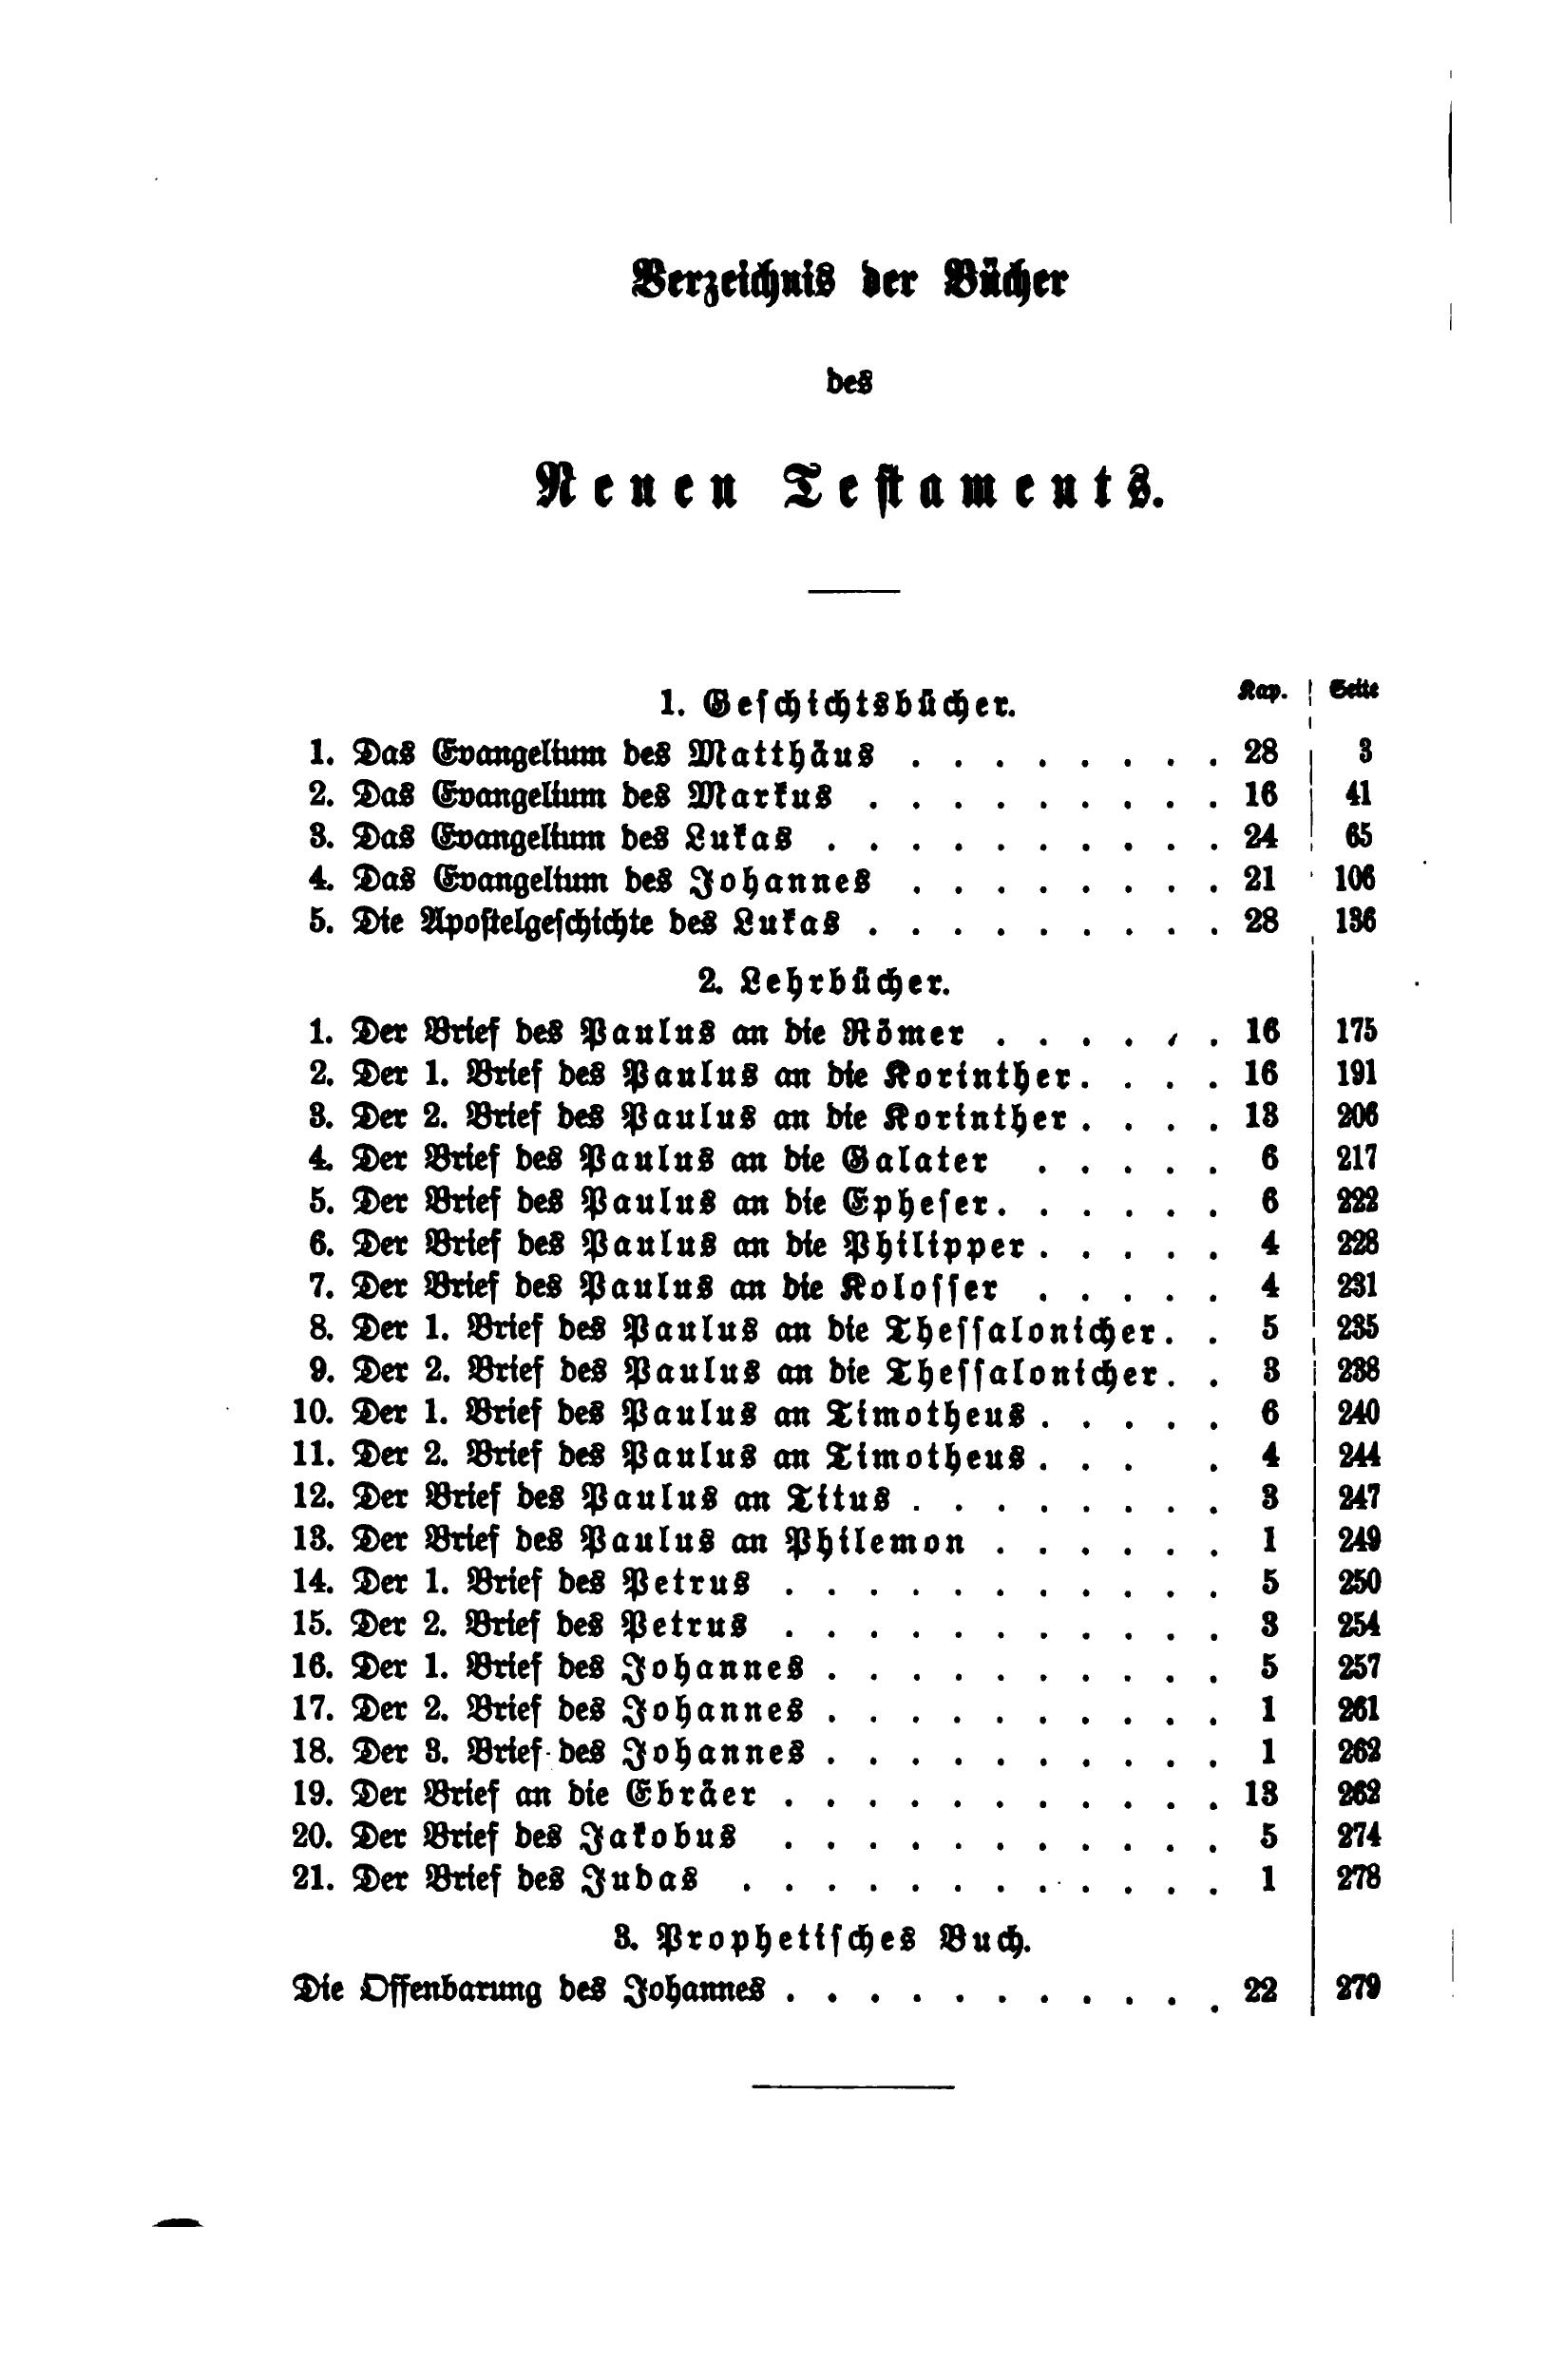 Verzeichnis der Bücher
des
Neuen Testaments.
Kap. Seite
1. Geschichtsbücher.
1. Das Evangelium des Matthäus . . . . . . . . 28 3
2. Das Evangelium des Markus . . . . . . . . . 16 41
3. Das Evangelium des Lukas . . . . . . . . . . 24 65
4. Das Evangelium des Johannes . . . . . . . . 21 106
5. Die Apostelgeschichte des Lukas . . . . . . . . . 28 136
2. Lehrbücher.
1. Der Brief des Paulus an die Römer . . . . . . 16 175
2. Der 1. Brief des Paulus an die Korinther . . . . 16 191
3. Der 2. Brief des Paulus an die Korinther . . . . 13 206
4. Der Brief des Paulus an die Galater . . . . . 6 217
5. Der Brief des Paulus an die Epheser . . . . . . 6 222
6. Der Brief des Paulus an die Philipper . . . . . 4 228
7. Der Brief des Paulus an die Kolosser . . . . . 4 231
8. Der 1. Brief des Paulus an die Thessalonicher . . 5 235
9. Der 2. Brief des Paulus an die Thessalonicher . . 3 238
10. Der 1. Brief des Paulus an Timotheus . . . . . 6 240
11. Der 2. Brief des Paulus an Timotheus . . . . 4 244
12. Der Brief des Paulus an Titus . . . . . . . . 3 247
13. Der Brief des Paulus an Philemon . . . . . . 1 249
14. Der 1. Brief des Petrus . . . . . . . . . . . 5 250
15. Der 2. Brief des Petrus . . . . . . . . . . . 3 254
16. Der 1. Brief des Johannes . . . . . . . . . . 5 257
17. Der 2. Brief des Johannes . . . . . . . . . . 1 261
18. Der 3. Brief des Johannes . . . . . . . . . . 1 262
19. Der Brief an die Ebräer . . . . . . . . . . . 13 262
20. Der Brief des Jakobus . . . . . . . . . . . 5 274
21. Der Brief des Judas . . . . . . . . . . . . 1 278
3. Prophetisches Buch.
Die Offenbarung des Johannes . . . . . . . . . . . 22 279